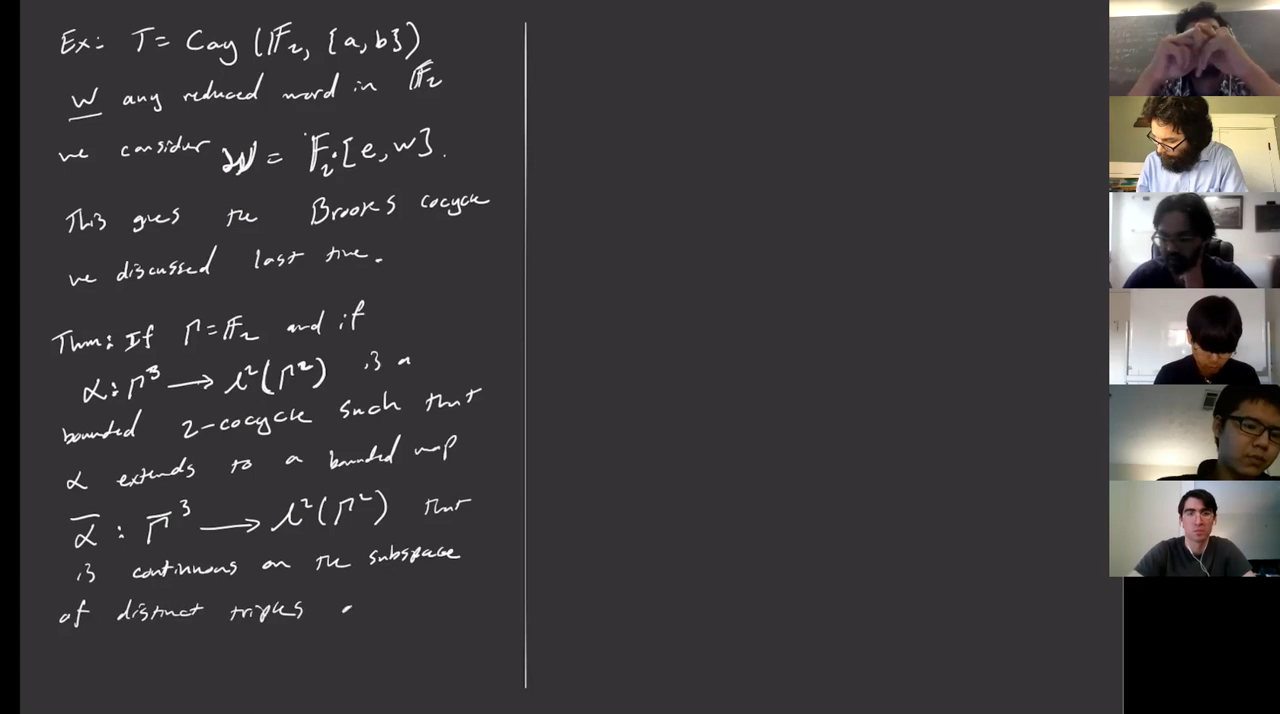 Ex: T = Cay (𝔽₂, {a, b})
w any reduced word in 𝔽₂
we consider 𝒲 = 𝔽₂·[e, w].
This gives the Brooks cocycle
we discussed last time.
Thm: If Γ = 𝔽₂ and if
α: Γ³ → ℓ²(Γ²) is a
bounded 2-cocycle such that
α extends to a bounded map
ᾱ : Γ̄³ → ℓ²(Γ²) that
is continuous on the subspace
of distinct triples